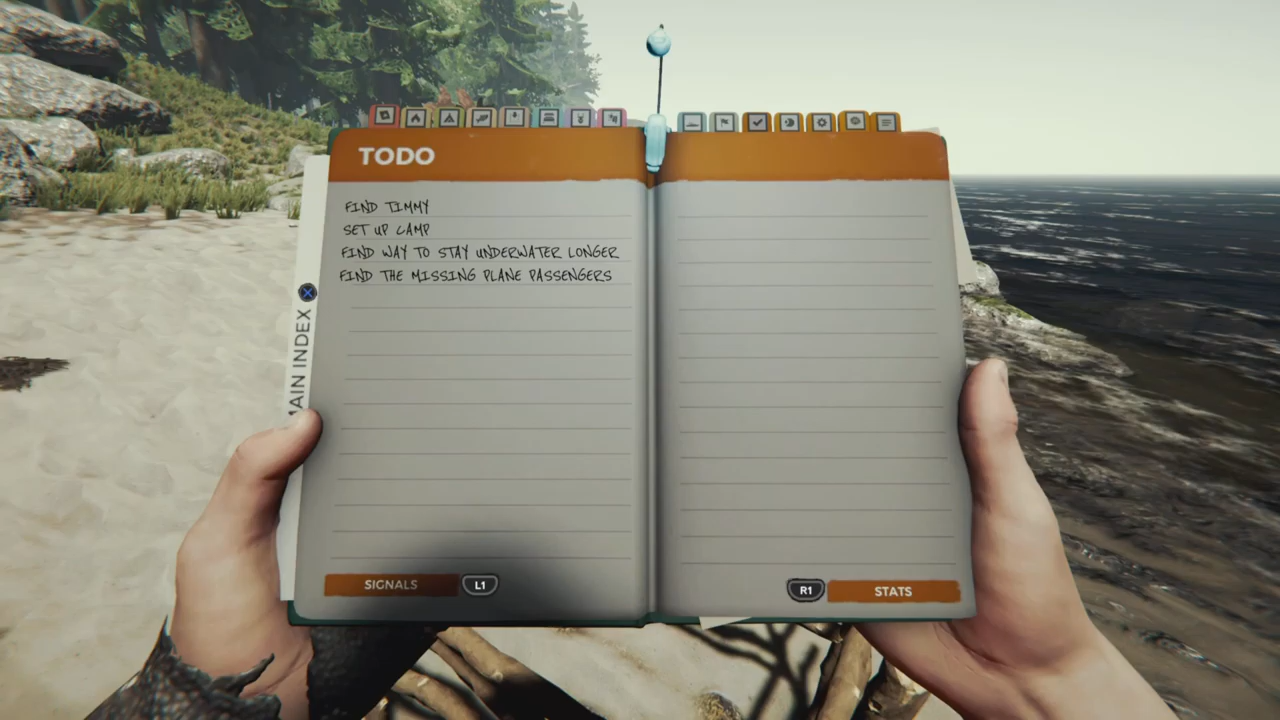 TODO
FIND TIMMY
SET UP CAMP
FIND WAY TO STAY UNDERWATER LONGER
FIND THE MISSING PLANE PASSENGERS
MAIN INDEX
SIGNALS L1
R1 STATS